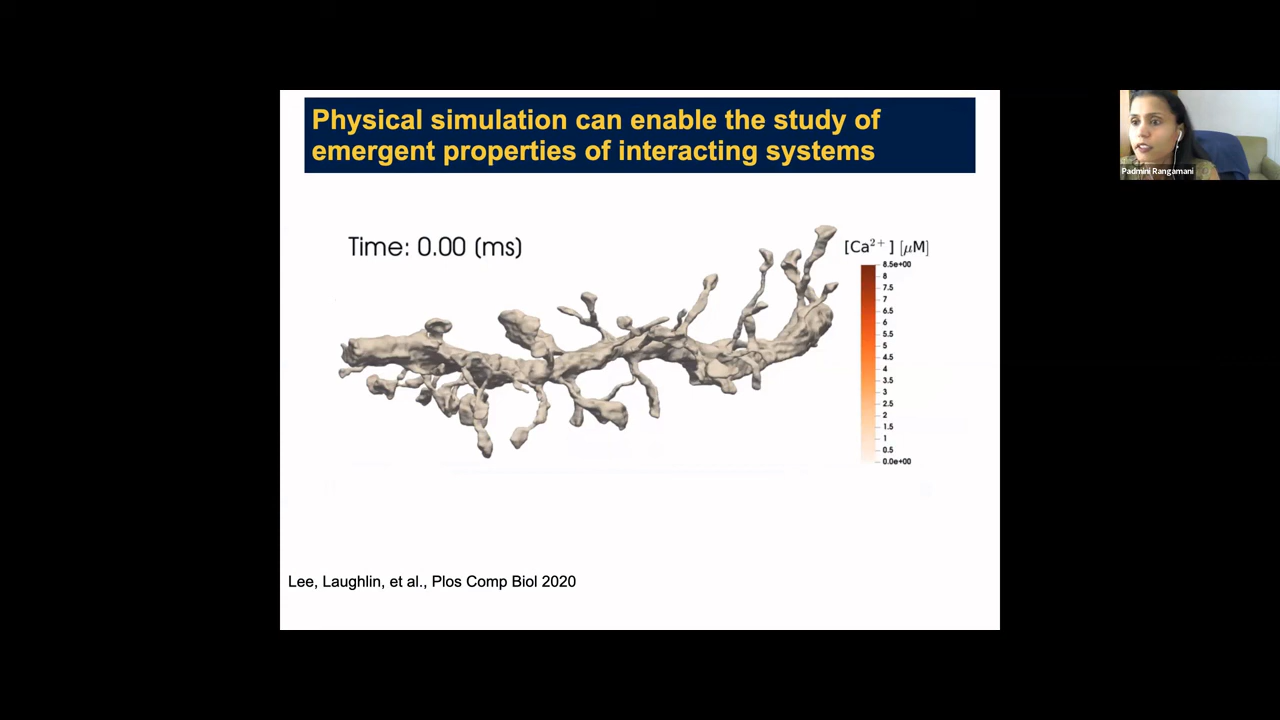 Physical simulation can enable the study of
emergent properties of interacting systems
Time: 0.00 (ms)
[Ca²⁺] [μM]
8.5e+00
8
7.5
7
6.5
6
5.5
5
4.5
4
3.5
3
2.5
2
1.5
1
0.5
0.0e+00
Lee, Laughlin, et al., Plos Comp Biol 2020
Padmini Rangamani